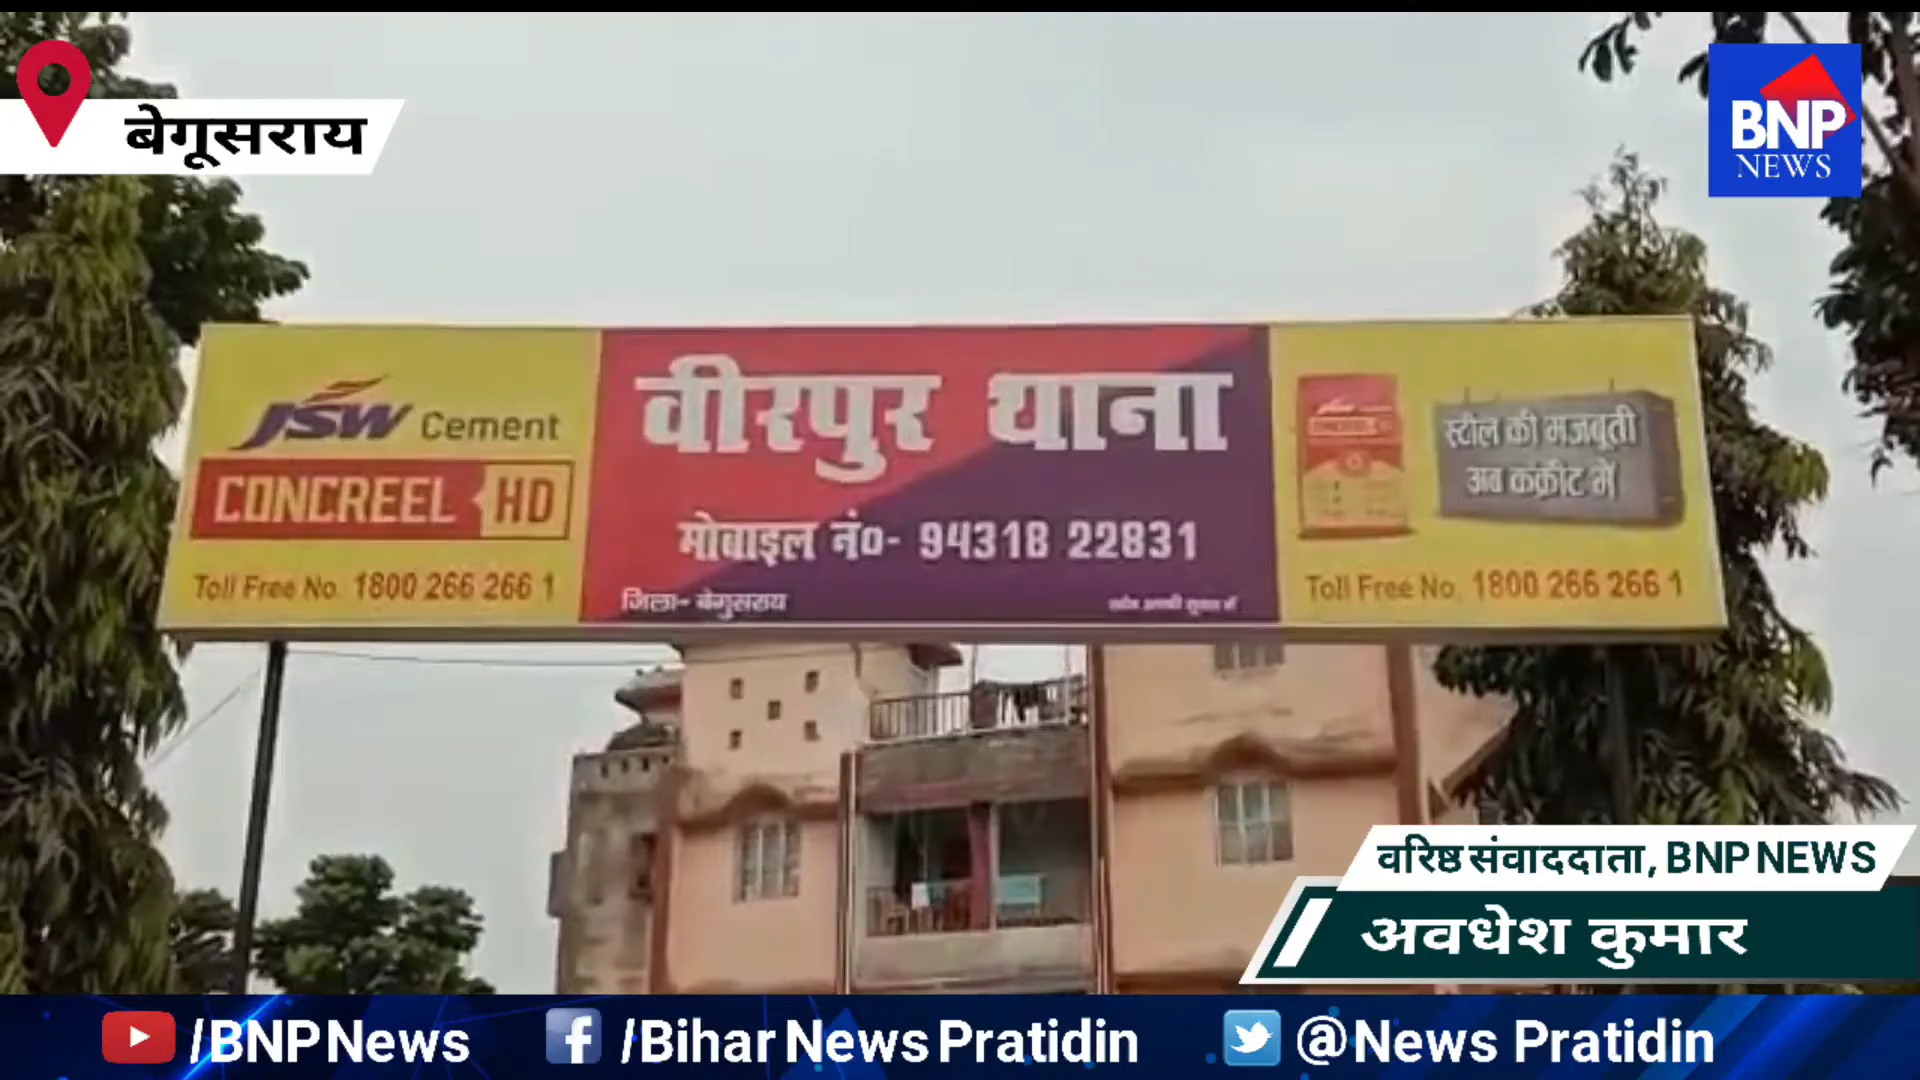 बेगूसराय
BNP
NEWS
JSW Cement
CONCREEL HD
Toll Free No. 1800 266 266 1
वीरपुर थाना
मोबाइल नं०- 94318 22831
जिला- बेगुसराय
स्टील की मजबूती
अब कंक्रीट में
Toll Free No. 1800 266 266 1
वरिष्ठ संवाददाता, BNP NEWS
अवधेश कुमार
/BNP News
/Bihar News Pratidin
@News Pratidin